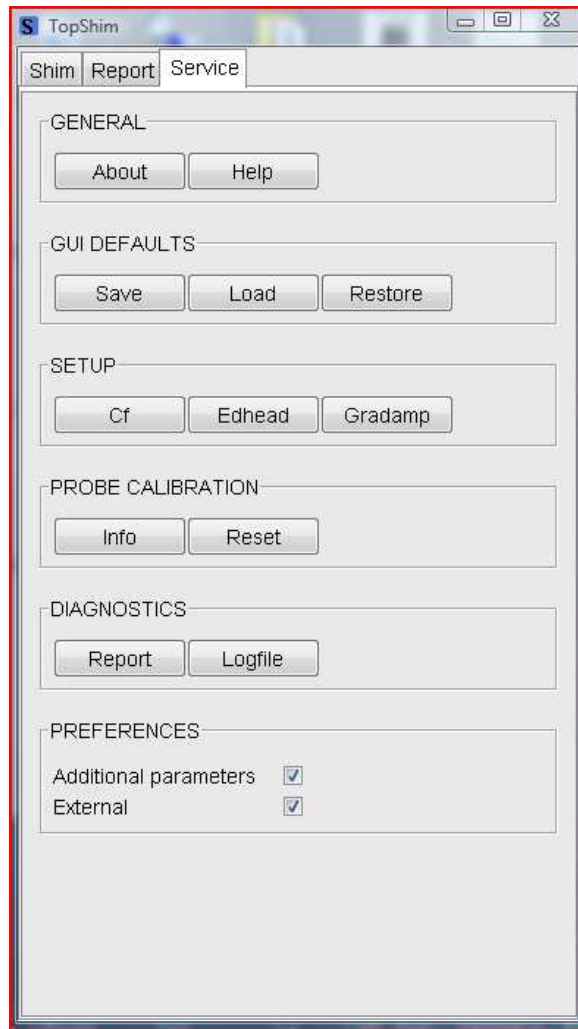 S TopShim
Shim Report Service
GENERAL
About Help
GUI DEFAULTS
Save Load Restore
SETUP
Cf Edhead Gradamp
PROBE CALIBRATION
Info Reset
DIAGNOSTICS
Report Logfile
PREFERENCES
Additional parameters
External